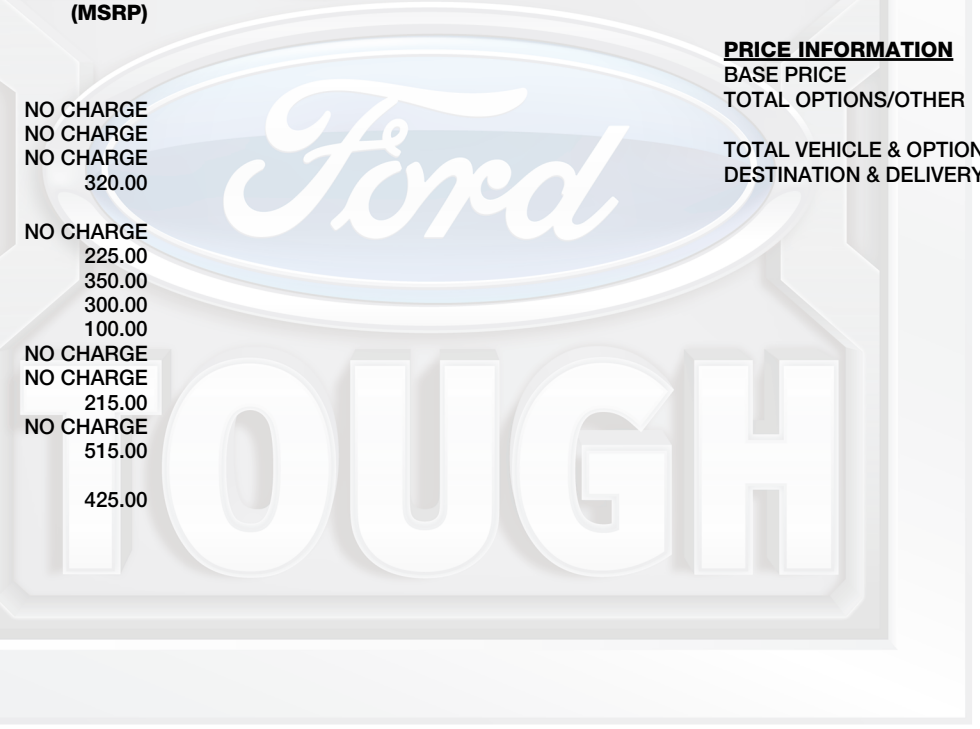 (MSRP)
NO CHARGE
NO CHARGE
NO CHARGE
320.00
NO CHARGE
225.00
350.00
300.00
100.00
NO CHARGE
NO CHARGE
215.00
NO CHARGE
515.00
425.00
PRICE INFORMATION
BASE PRICE
TOTAL OPTIONS/OTHER
TOTAL VEHICLE & OPTION
DESTINATION & DELIVERY
Ford
TOUGH